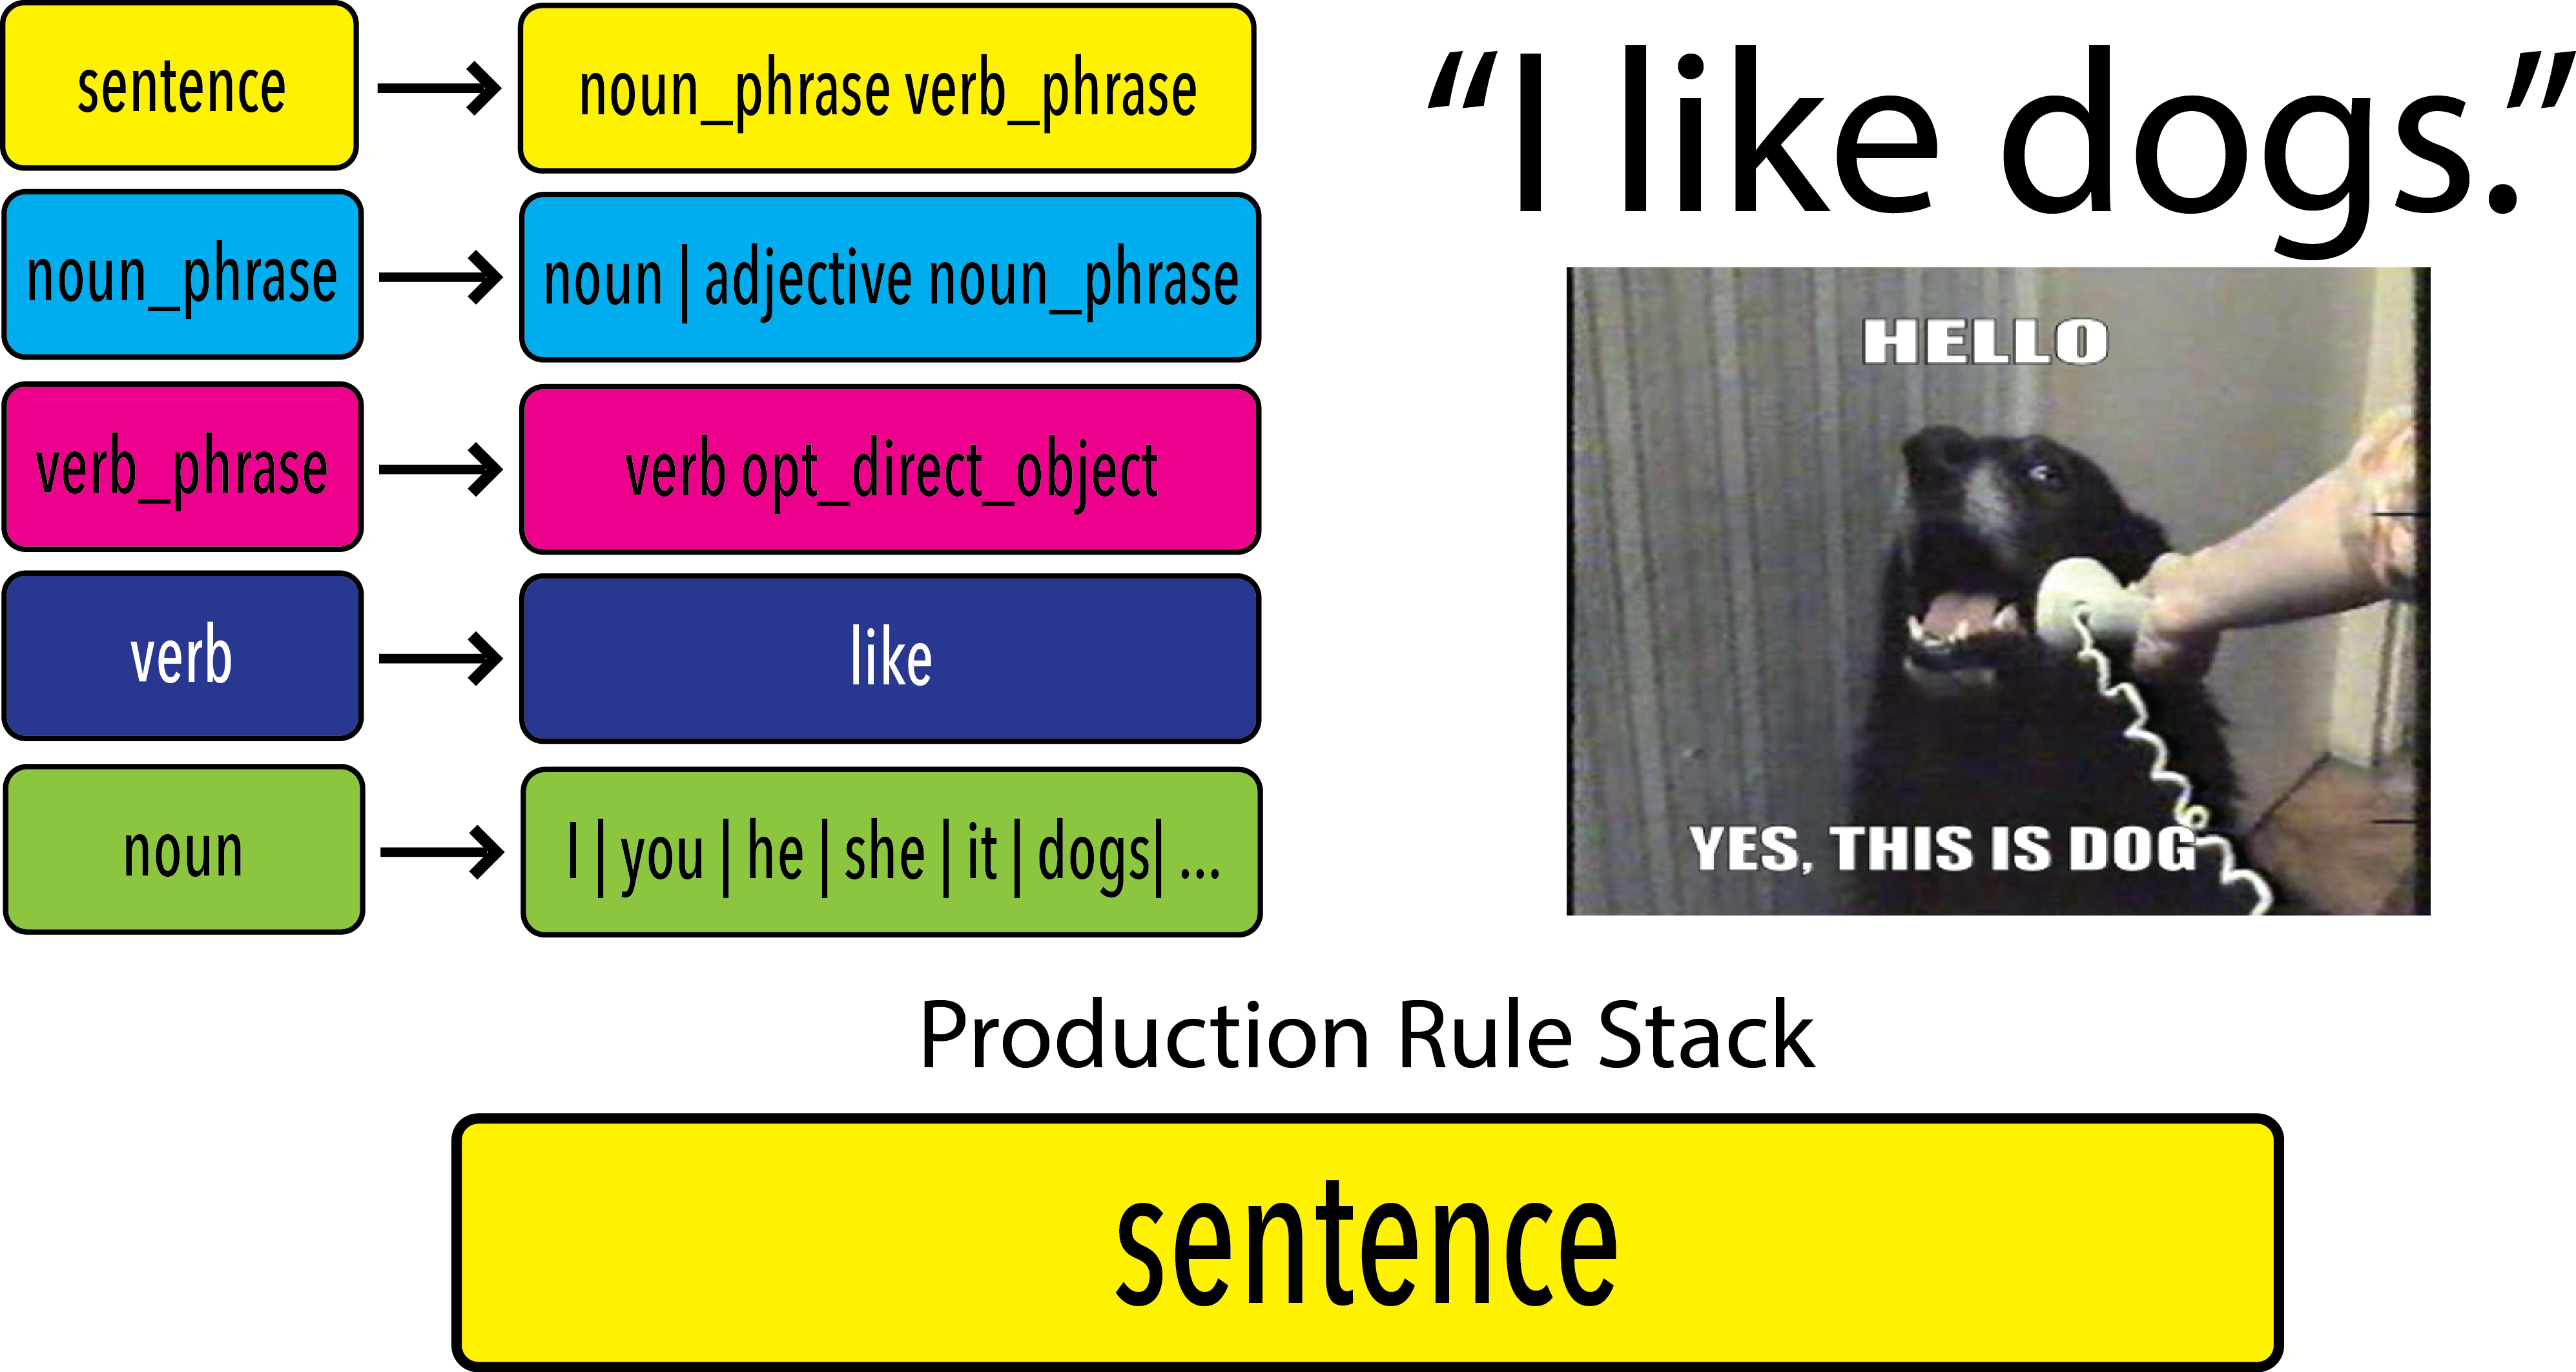 sentence → noun_phrase verb_phrase
noun_phrase → noun | adjective noun_phrase
verb_phrase → verb opt_direct_object
verb → like
noun → I | you | he | she | it | dogs| ...
“I like dogs.”
HELLO
YES, THIS IS DOG
Production Rule Stack
sentence